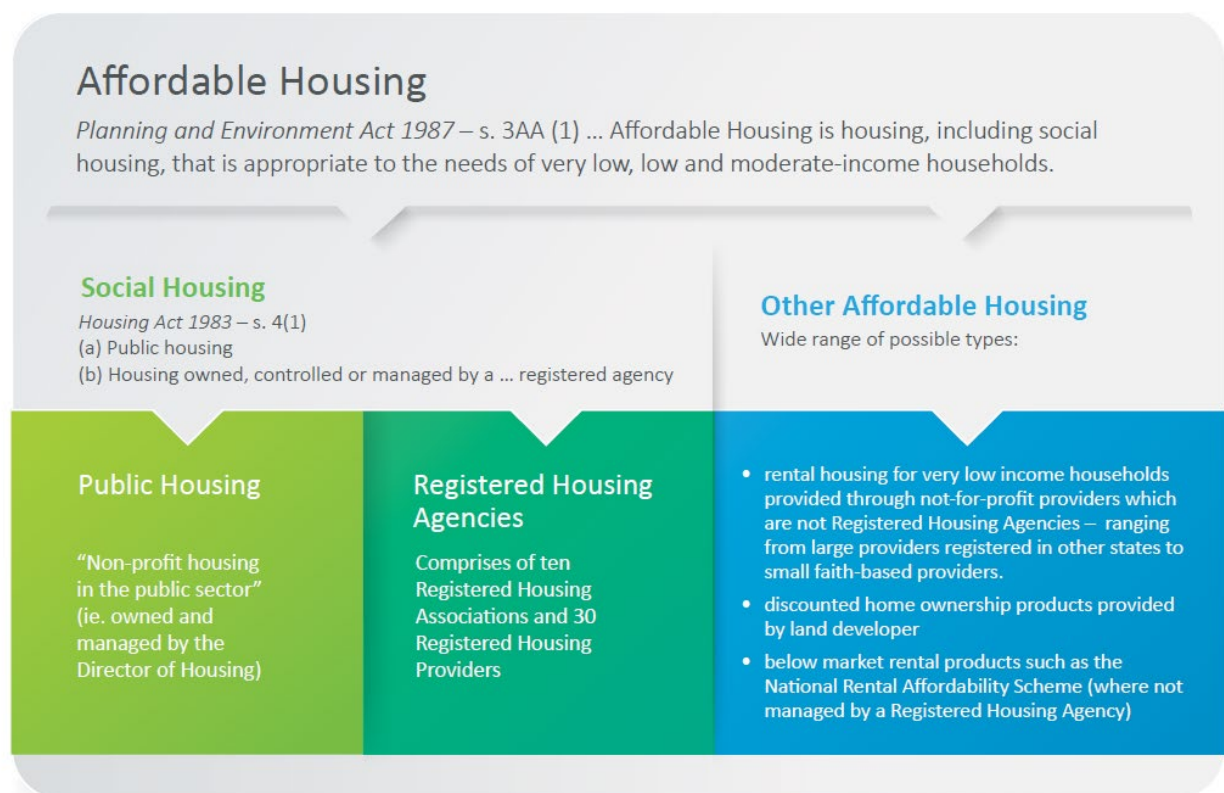 Affordable Housing
Planning and Environment Act 1987 – s. 3AA (1) ... Affordable Housing is housing, including social
housing, that is appropriate to the needs of very low, low and moderate-income households.
Social Housing
Housing Act 1983 – s. 4(1)
(a) Public housing
(b) Housing owned, controlled or managed by a ... registered agency
Other Affordable Housing
Wide range of possible types:
Public Housing
“Non-profit housing
in the public sector”
(ie. owned and
managed by the
Director of Housing)
Registered Housing
Agencies
Comprises of ten
Registered Housing
Associations and 30
Registered Housing
Providers
• rental housing for very low income households
provided through not-for-profit providers which
are not Registered Housing Agencies – ranging
from large providers registered in other states to
small faith-based providers.
• discounted home ownership products provided
by land developer
• below market rental products such as the
National Rental Affordability Scheme (where not
managed by a Registered Housing Agency)